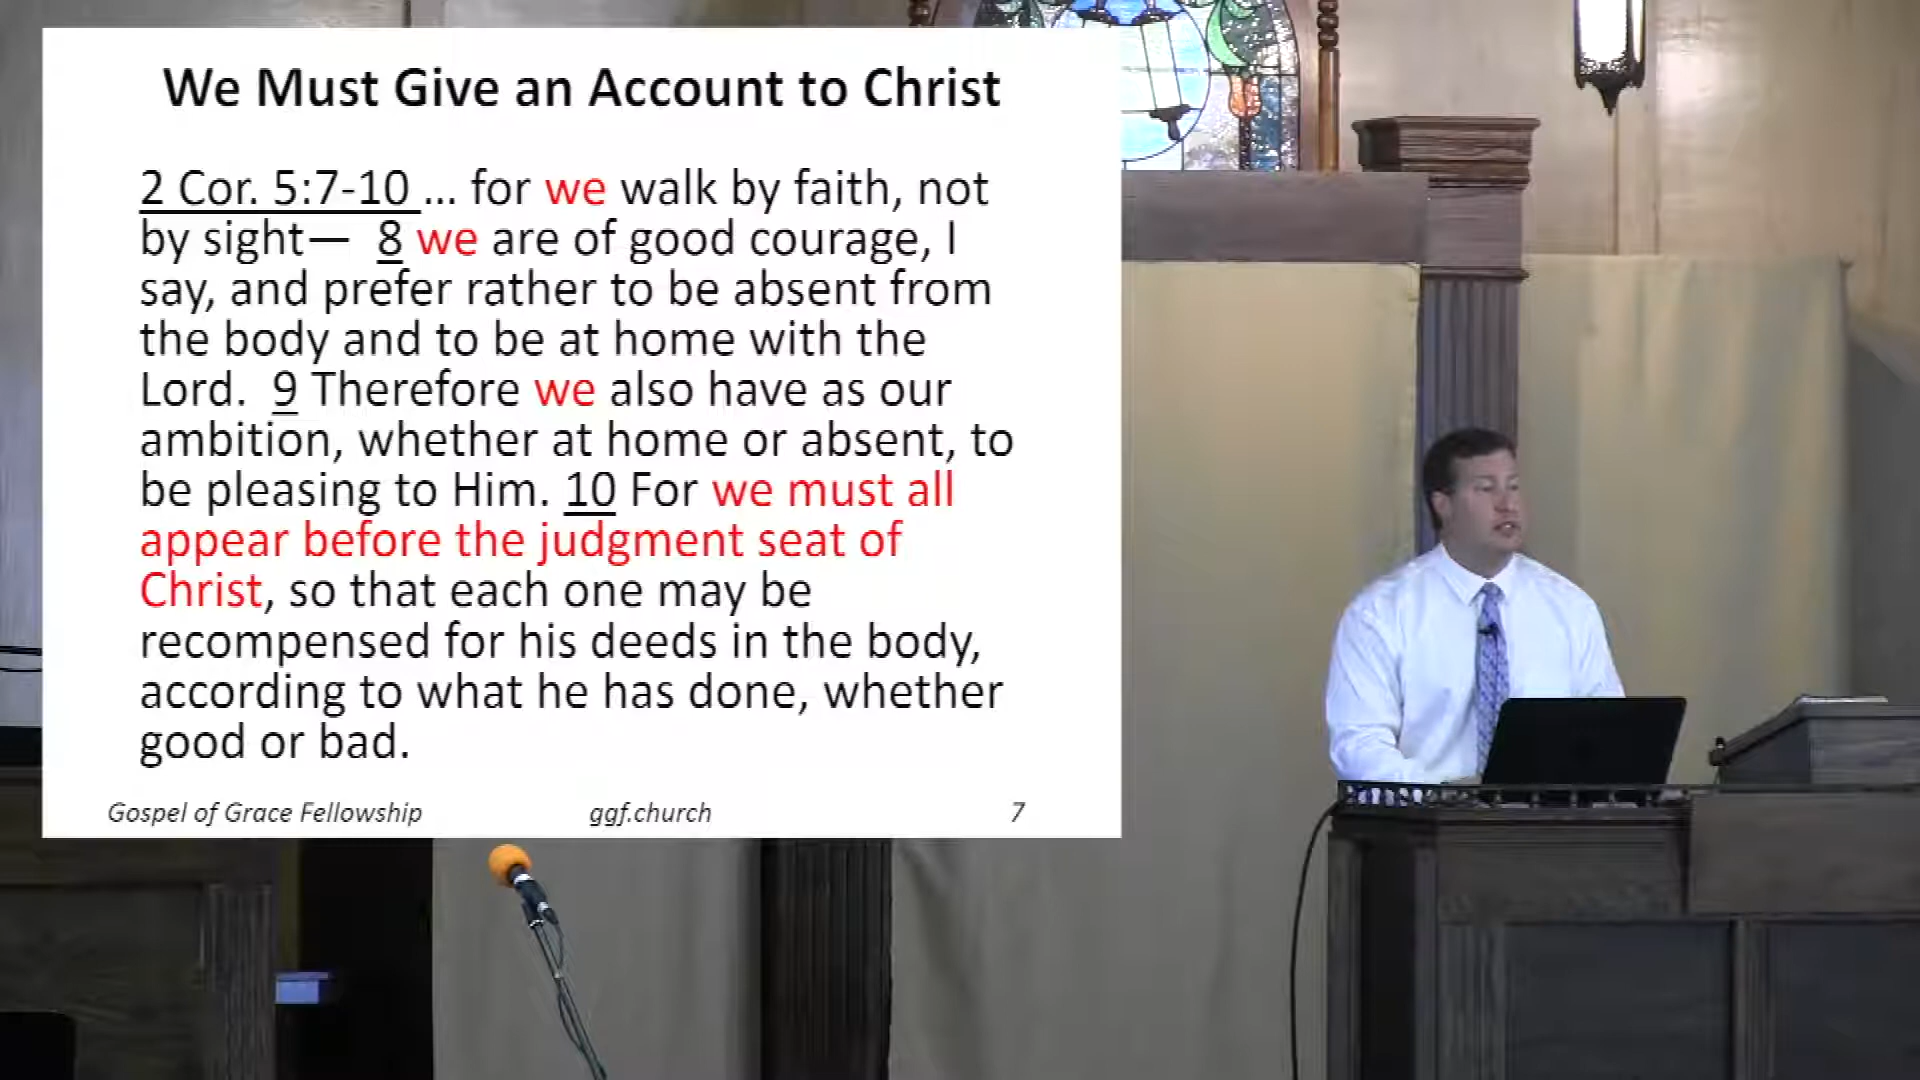 We Must Give an Account to Christ
2 Cor. 5:7-10 ... for we walk by faith, not
by sight— 8 we are of good courage, I
say, and prefer rather to be absent from
the body and to be at home with the
Lord. 9 Therefore we also have as our
ambition, whether at home or absent, to
be pleasing to Him. 10 For we must all
appear before the judgment seat of
Christ, so that each one may be
recompensed for his deeds in the body,
according to what he has done, whether
good or bad.
Gospel of Grace Fellowship ggf.church 7